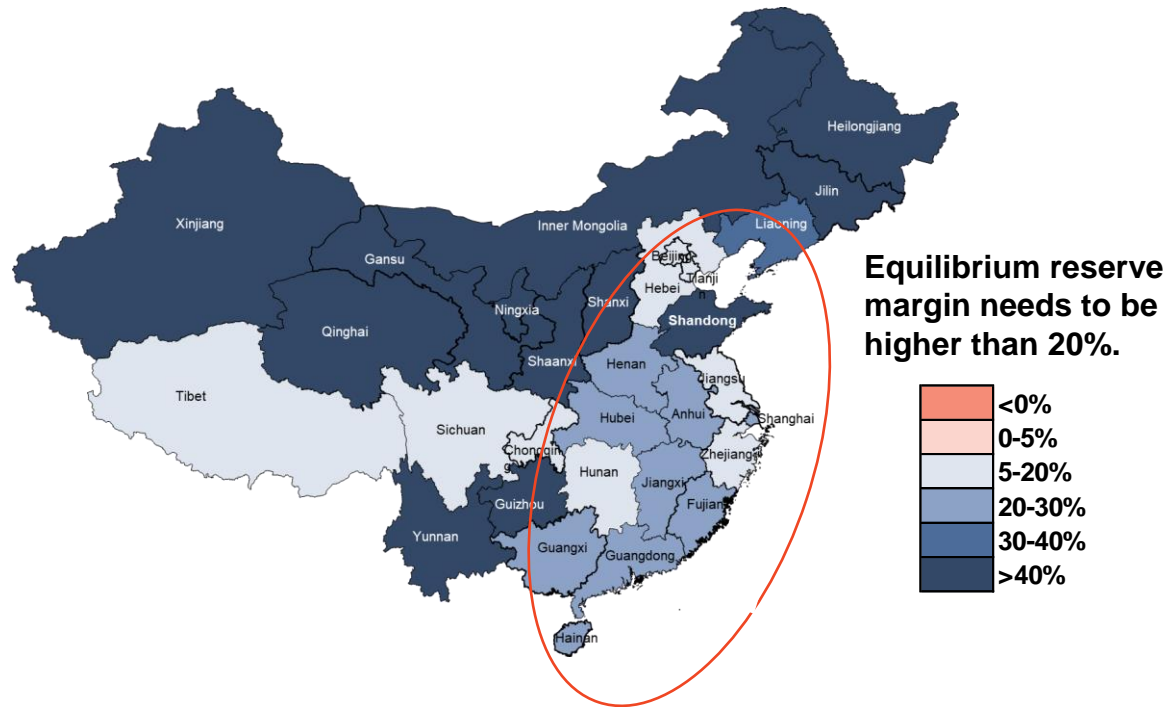 Heilongjiang
Jilin
Xinjiang
Inner Mongolia
Liaoning
Gansu
Beijing
Tianji
n
Hebei
Ningxia
Shanxi
Shandong
Qinghai
Shaanxi
Henan
Jiangsu
Tibet
Sichuan
Hubei
Anhui
Shanghai
Chongqin
g
Zhejiang
Hunan
Jiangxi
Guizhou
Fujian
Yunnan
Guangxi
Guangdong
Hainan
Equilibrium reserve
margin needs to be
higher than 20%.
<0%
0-5%
5-20%
20-30%
30-40%
>40%